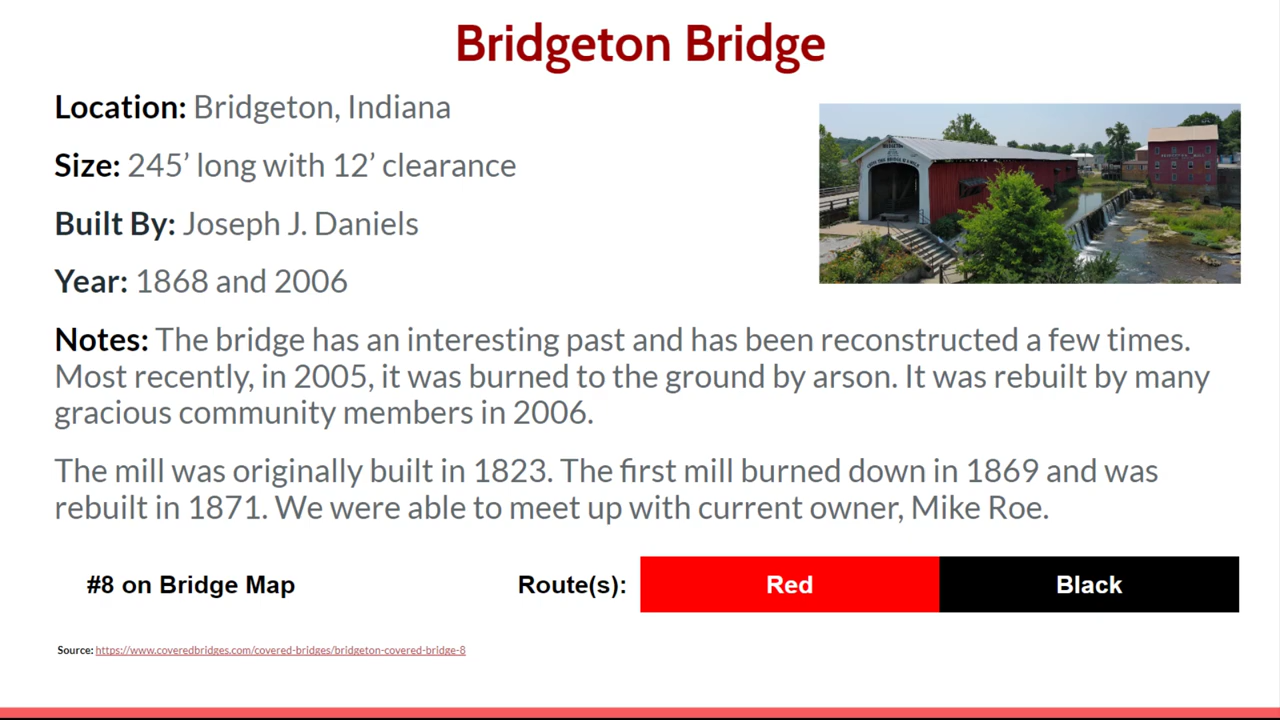 Bridgeton Bridge
Location: Bridgeton, Indiana
Size: 245’ long with 12’ clearance
Built By: Joseph J. Daniels
Year: 1868 and 2006
Notes: The bridge has an interesting past and has been reconstructed a few times.
Most recently, in 2005, it was burned to the ground by arson. It was rebuilt by many
gracious community members in 2006.
The mill was originally built in 1823. The first mill burned down in 1869 and was
rebuilt in 1871. We were able to meet up with current owner, Mike Roe.
#8 on Bridge Map
Route(s): Red Black
Source: https://www.coveredbridges.com/covered-bridges/bridgeton-covered-bridge-8